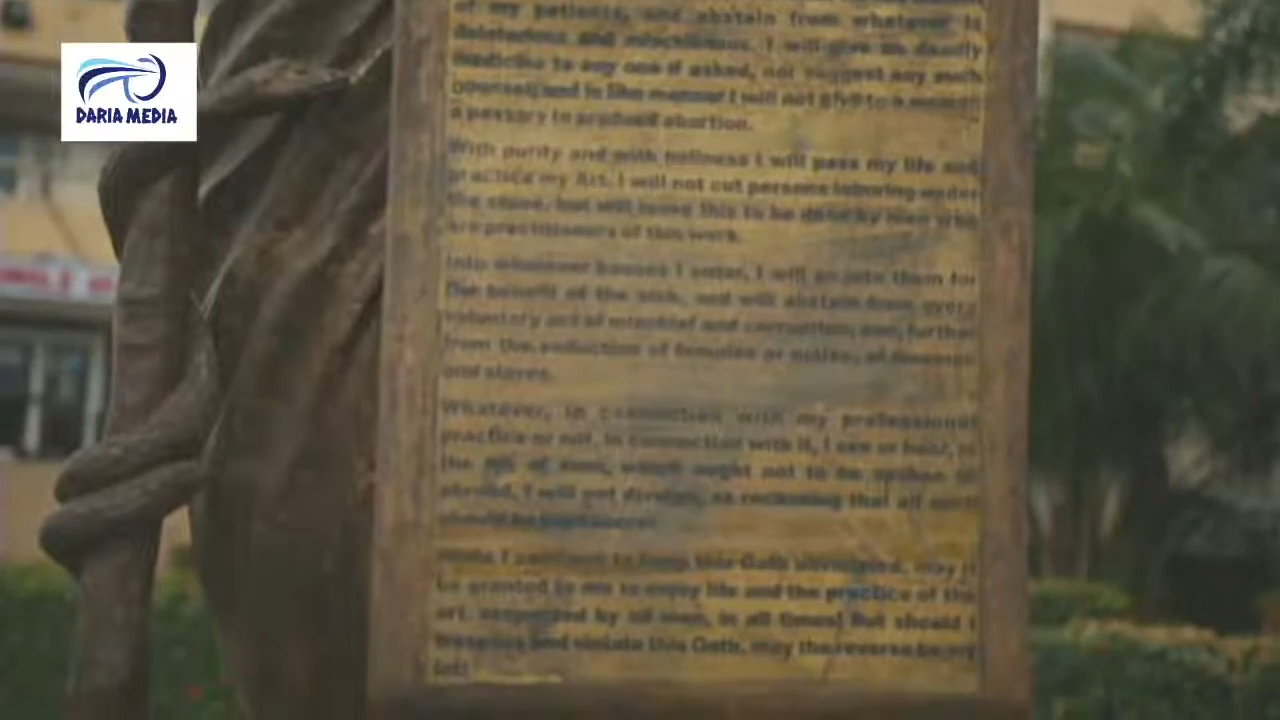 DARIA MEDIA
of my patients, and abstain from whatever is
deleterious and mischievous. I will give no deadly
medicine to any one if asked, nor suggest any such
counsel; and in like manner I will not give to a woman
a pessary to produce abortion.
With purity and with holiness I will pass my life and
practice my Art. I will not cut persons laboring under
the stone, but will leave this to be done by men who
are practitioners of this work.
Into whatever houses I enter, I will go into them for
the benefit of the sick, and will abstain from every
voluntary act of mischief and corruption; and, further
from the seduction of females or males, of freemen
and slaves.
Whatever, in connection with my professional
practice or not, in connection with it, I see or hear, in
the life of men, which ought not to be spoken of
abroad, I will not divulge, as reckoning that all such
should be kept secret.
While I continue to keep this Oath unviolated, may it
be granted to me to enjoy life and the practice of the
art, respected by all men, in all times! But should I
trespass and violate this Oath, may the reverse be my
lot!